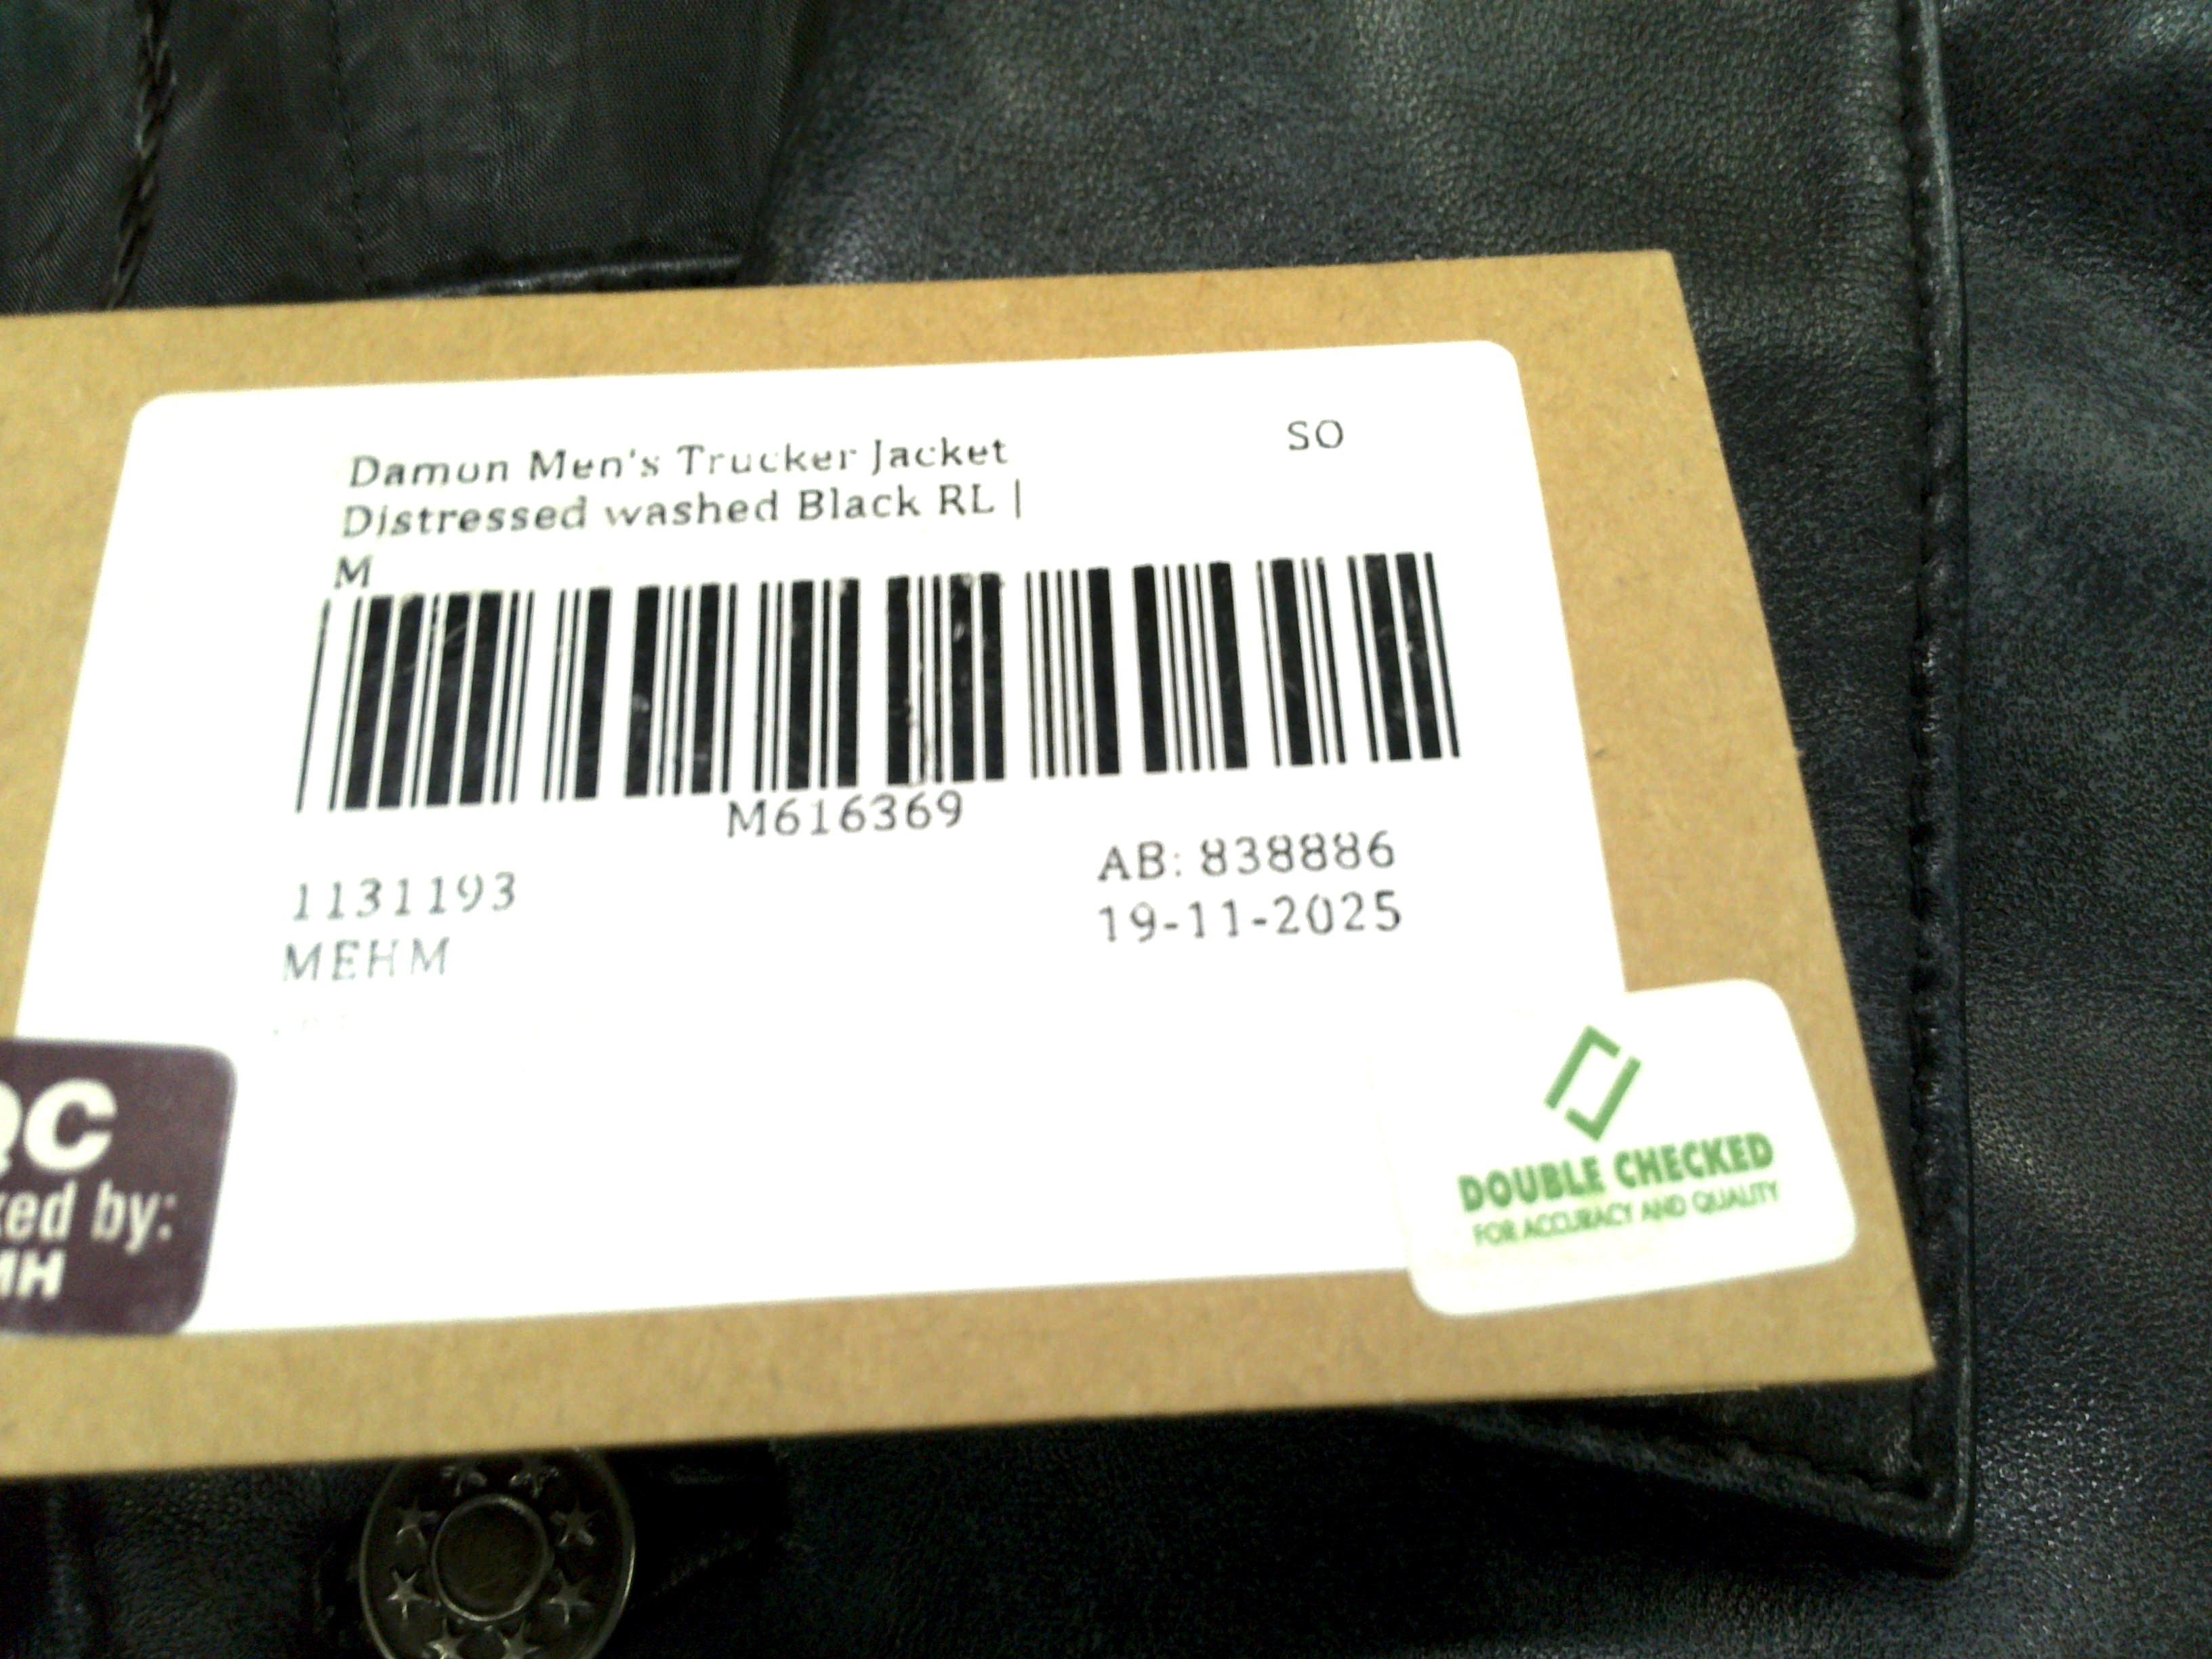 Damon Men's Trucker Jacket
SO
Distressed washed Black RL |
M
M616369
1131193
AB: 838886
MEHM
19-11-2025
QC
ked by:
MH
DOUBLE CHECKED
FOR ACCURACY AND QUALITY